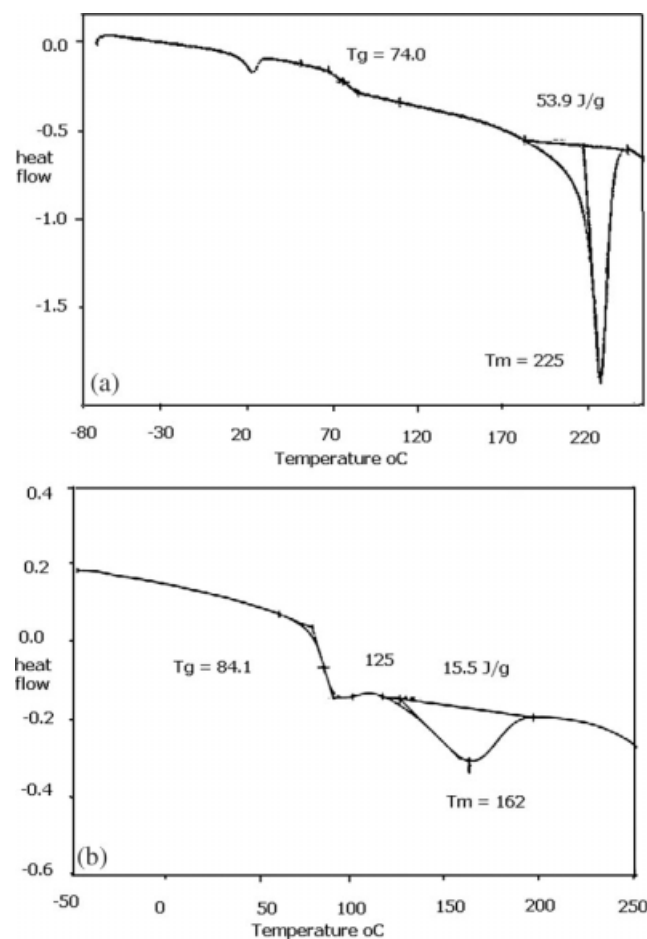 0.0
Tg = 74.0
53.9 J/g
-0.5
heat
flow
-1.0
-1.5
Tm = 225
(a)
-80 -30 20 70 120 170 220
Temperature oC
0.4
0.2
0.0
heat
flow
Tg = 84.1
125
15.5 J/g
-0.2
Tm = 162
-0.4
(b)
-0.6
-50 0 50 100 150 200 250
Temperature oC